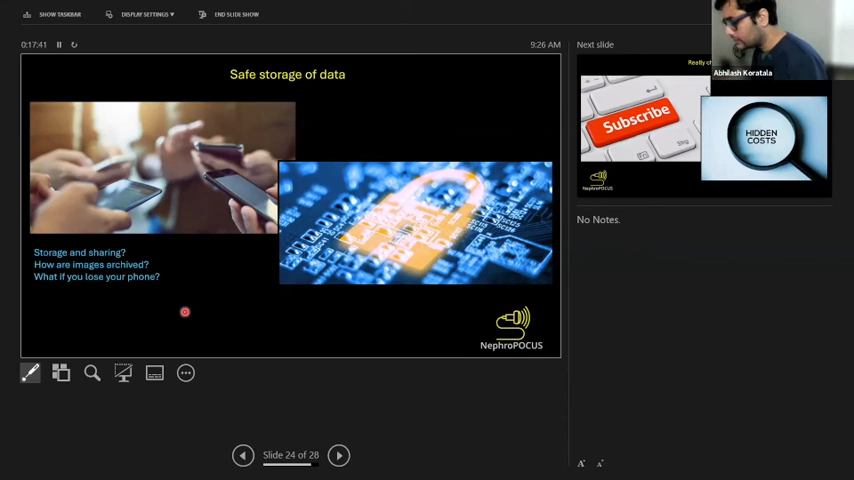 SHOW TASKBAR
DISPLAY SETTINGS ▼
END SLIDE SHOW
0:17:41
9:26 AM
Safe storage of data
Storage and sharing?
How are images archived?
What if you lose your phone?
NephroPOCUS
Slide 24 of 28
Next slide
Really
Abhilash Koratala
Subscribe
HIDDEN
COSTS
NephroPOCUS
No Notes.